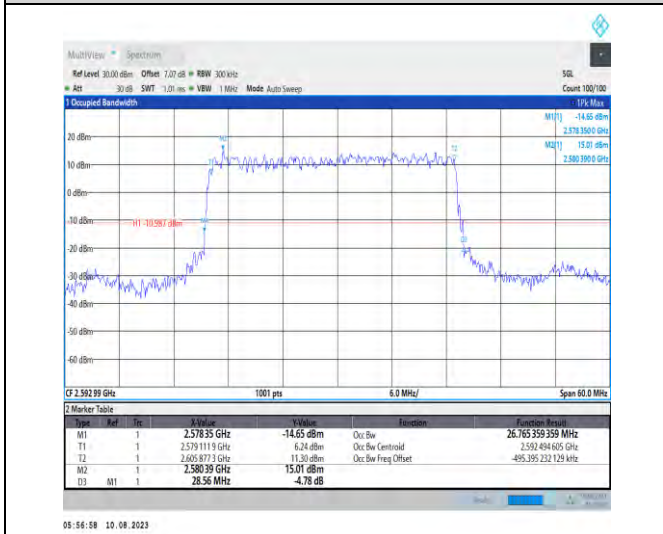 MultiView Spectrum
Ref Level 30.00 dBm Offset 7.07 dB RBW 300 kHz SGL
Att 30 dB SWT 1.01 ms VBW 1 MHz Mode Auto Sweep Count 100/100
1 Occupied Bandwidth 1Pk Max
M1[1] -14.65 dBm
2.578 3500 GHz
M2[1] 15.01 dBm
2.580 3900 GHz
20 dBm
M2
T1
T2
10 dBm
0 dBm
-10 dBm
H1 -10.987 dBm
-20 dBm
-30 dBm
-40 dBm
-50 dBm
-60 dBm
CF 2.592 99 GHz 1001 pts 6.0 MHz/ Span 60.0 MHz
2 Marker Table
Type Ref Trc X-Value Y-Value Function Function Result
M1 1 2.578 35 GHz -14.65 dBm Occ Bw 26.765 359 359 MHz
T1 1 2.579 111 9 GHz 6.24 dBm Occ Bw Centroid 2.592 494 605 GHz
T2 1 2.605 877 3 GHz 11.30 dBm Occ Bw Freq Offset -495.395 232 129 kHz
M2 1 2.580 39 GHz 15.01 dBm
D3 M1 1 28.56 MHz -4.78 dB
05:56:58 10.08.2023